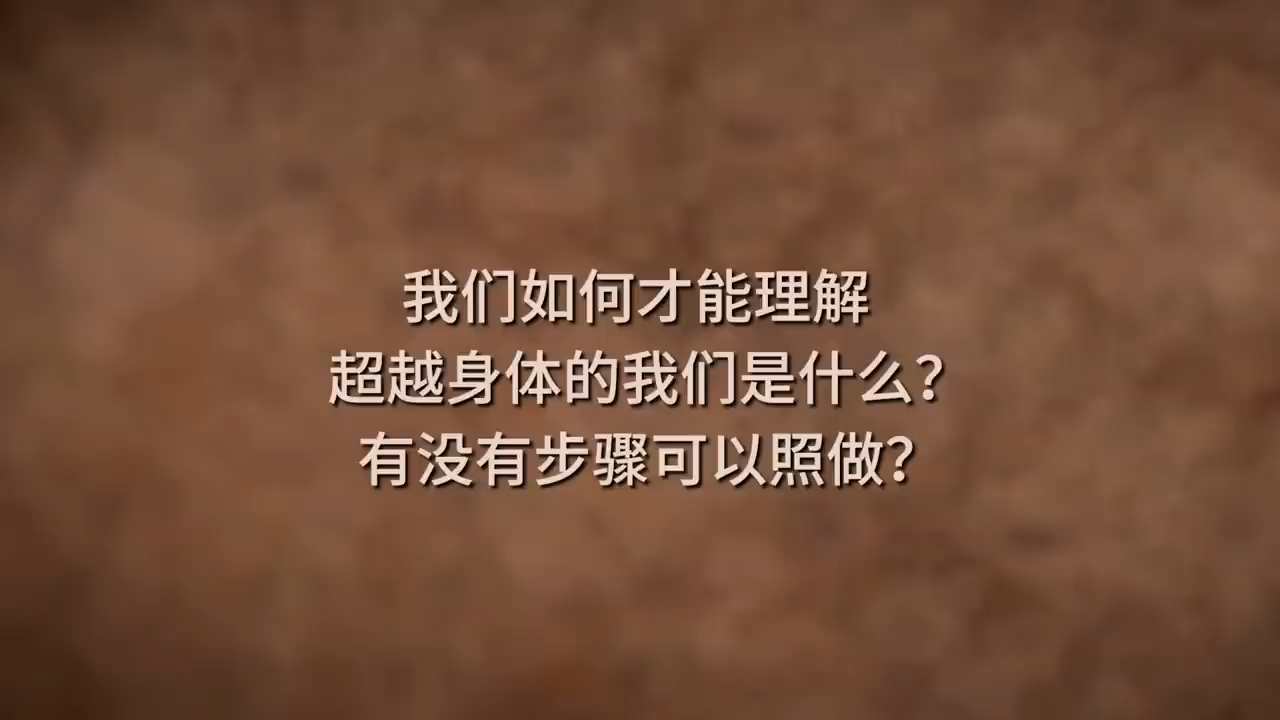 我们如何才能理解
超越身体的我们是什么？
有没有步骤可以照做？